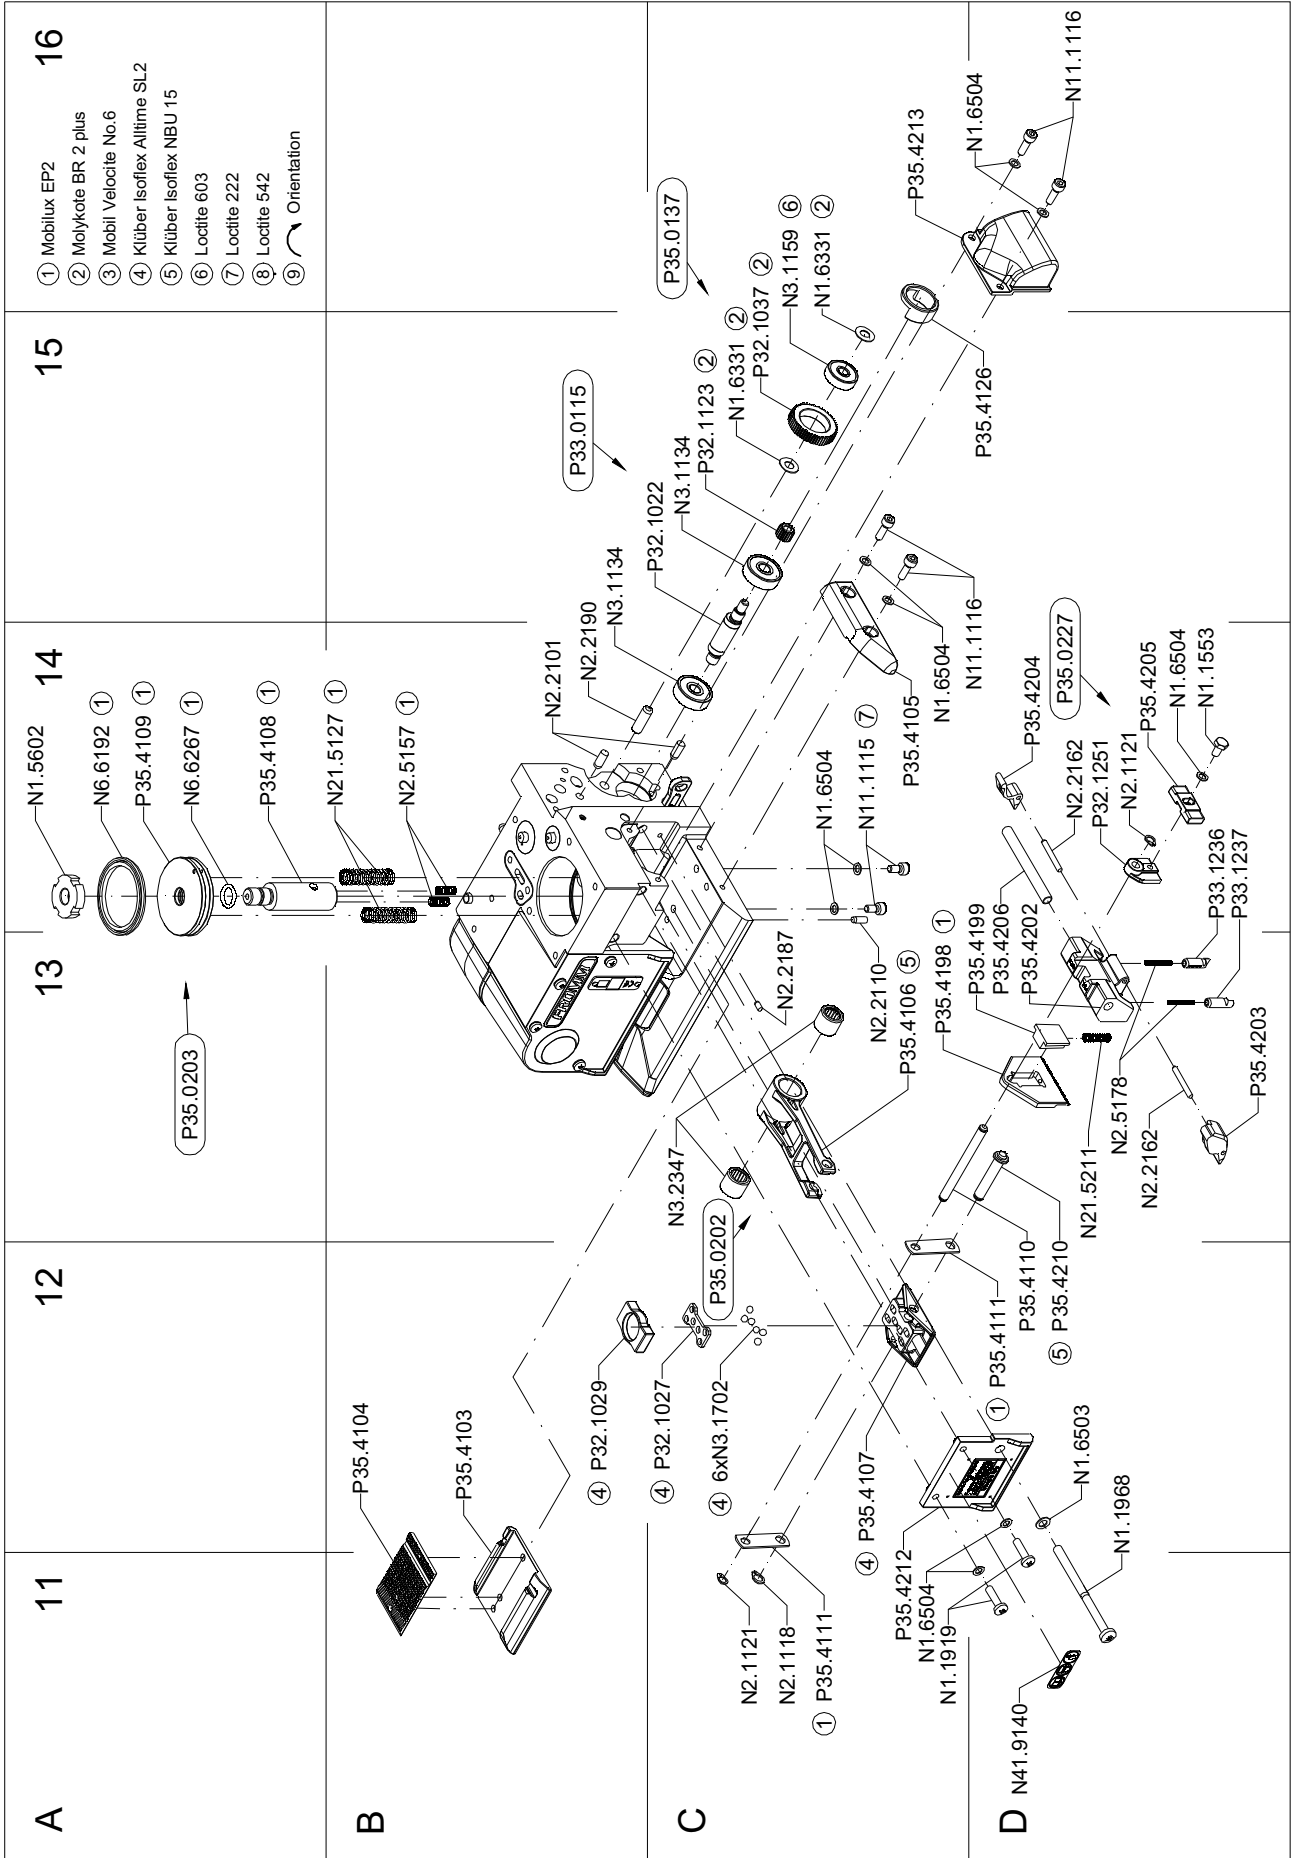 A
B
C
D
11
12
13
14
15
16
① Mobilux EP2
② Molykote BR 2 plus
③ Mobil Velocite No.6
④ Klüber Isoflex Alltime SL2
⑤ Klüber Isoflex NBU 15
⑥ Loctite 603
⑦ Loctite 222
⑧ Loctite 542
⑨ Orientation
P35.0203
N1.5602
N6.6192 ①
P35.4109 ①
N6.6267 ①
P35.4108 ①
N21.5127 ①
N2.5157 ①
P35.4104
P35.4103
④ P32.1029
④ P32.1027
④ 6xN3.1702
FROMM
N2.2101
N2.2190
N3.1134
P32.1022
N3.1134
P32.1123 ②
N1.6331 ②
P32.1037 ②
N3.1159 ⑥
N1.6331 ②
P33.0115
P35.0137
P35.4126
P35.4213
N1.6504
N11.1116
P35.4105
N1.6504
N11.1116
N1.6504
N11.1115 ⑦
N2.2110
N2.2187
P35.4106 ⑤
N3.2347
P35.0202
N2.1121
N2.1118
① P35.4111
④ P35.4107
P35.4212
N1.6504
N1.1919
N41.9140
N1.1968
N1.6503
① P35.4111
P35.4110
⑤ P35.4210
P35.4198 ①
P35.4199
P35.4206
P35.4202
N21.5211
N2.5178
N2.2162
P35.4203
P33.1236
P33.1237
P35.4204
N2.2162
P32.1251
N2.1121
P35.0227
P35.4205
N1.6504
N1.1553